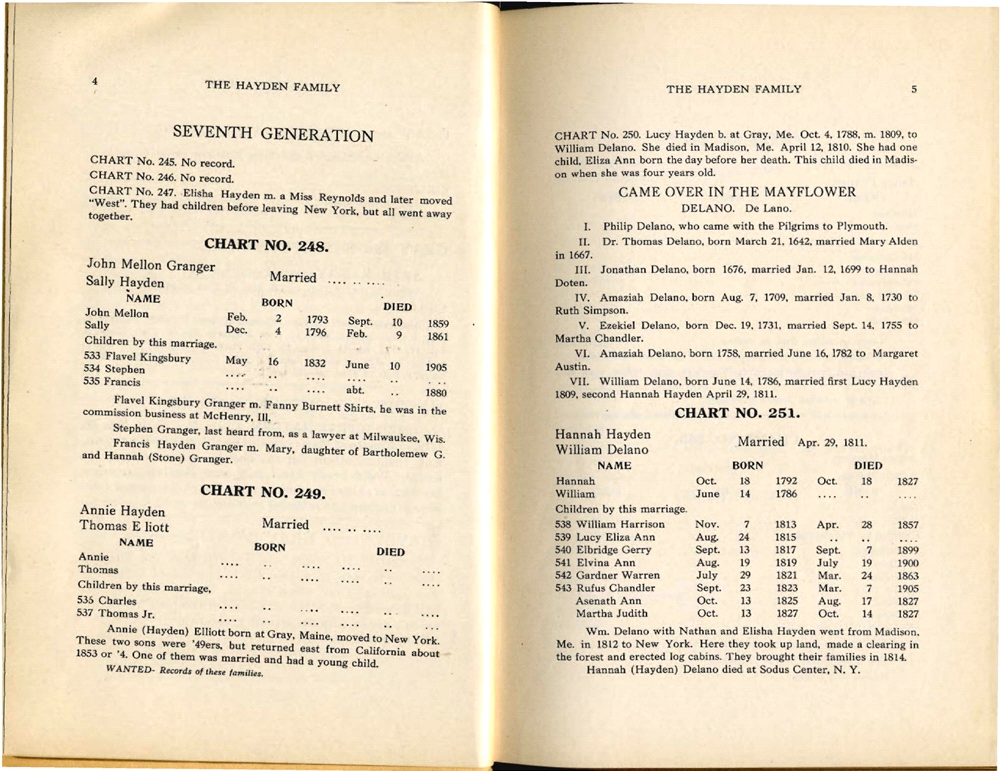 4
THE HAYDEN FAMILY
SEVENTH GENERATION
CHART No. 245. No record.
CHART No. 246. No record.
CHART No. 247. Elisha Hayden m. a Miss Reynolds and later moved
"West". They had children before leaving New York, but all went away
together.
CHART NO. 248.
John Mellon Granger
Sally Hayden
Married .... .. ....
NAME BORN DIED
John Mellon Feb. 2 1793 Sept. 10 1859
Sally Dec. 4 1796 Feb. 9 1861
Children by this marriage.
533 Flavel Kingsbury May 16 1832 June 10 1905
534 Stephen .... .. .... .... .. ...
535 Francis .... .. .... abt. .. 1880
Flavel Kingsbury Granger m. Fanny Burnett Shirts, he was in the
commission business at McHenry, Ill.
Stephen Granger, last heard from, as a lawyer at Milwaukee, Wis.
Francis Hayden Granger m. Mary, daughter of Bartholemew G.
and Hannah (Stone) Granger.
CHART NO. 249.
Annie Hayden
Thomas E liott
Married .... .. ....
NAME BORN DIED
Annie .... .. .... .... .. ....
Thomas .... .. .... .... .. ....
Children by this marriage,
536 Charles .... .. .... .... .. ....
537 Thomas Jr. .... .. .... .... .. ....
Annie (Hayden) Elliott born at Gray, Maine, moved to New York.
These two sons were '49ers, but returned east from California about
1853 or '4. One of them was married and had a young child.
WANTED- Records of these families.
THE HAYDEN FAMILY
5
CHART No. 250. Lucy Hayden b. at Gray, Me. Oct. 4, 1788, m. 1809, to
William Delano. She died in Madison, Me. April 12, 1810. She had one
child, Eliza Ann born the day before her death. This child died in Madis-
on when she was four years old.
CAME OVER IN THE MAYFLOWER
DELANO. De Lano.
I. Philip Delano, who came with the Pilgrims to Plymouth.
II. Dr. Thomas Delano, born March 21, 1642, married Mary Alden
in 1667.
III. Jonathan Delano, born 1676, married Jan. 12, 1699 to Hannah
Doten.
IV. Amaziah Delano, born Aug. 7, 1709, married Jan. 8, 1730 to
Ruth Simpson.
V. Ezekiel Delano, born Dec. 19, 1731, married Sept. 14, 1755 to
Martha Chandler.
VI. Amaziah Delano, born 1758, married June 16, 1782 to Margaret
Austin.
VII. William Delano, born June 14, 1786, married first Lucy Hayden
1809, second Hannah Hayden April 29, 1811.
CHART NO. 251.
Hannah Hayden
William Delano
Married Apr. 29, 1811.
NAME BORN DIED
Hannah Oct. 18 1792 Oct. 18 1827
William June 14 1786 .... .. ....
Children by this marriage.
538 William Harrison Nov. 7 1813 Apr. 28 1857
539 Lucy Eliza Ann Aug. 24 1815 .. .. ....
540 Elbridge Gerry Sept. 13 1817 Sept. 7 1899
541 Elvina Ann Aug. 19 1819 July 19 1900
542 Gardner Warren July 29 1821 Mar. 24 1863
543 Rufus Chandler Sept. 23 1823 Mar. 7 1905
Asenath Ann Oct. 13 1825 Aug. 17 1827
Martha Judith Oct. 13 1827 Oct. 14 1827
Wm. Delano with Nathan and Elisha Hayden went from Madison,
Me. in 1812 to New York. Here they took up land, made a clearing in
the forest and erected log cabins. They brought their families in 1814.
Hannah (Hayden) Delano died at Sodus Center, N. Y.